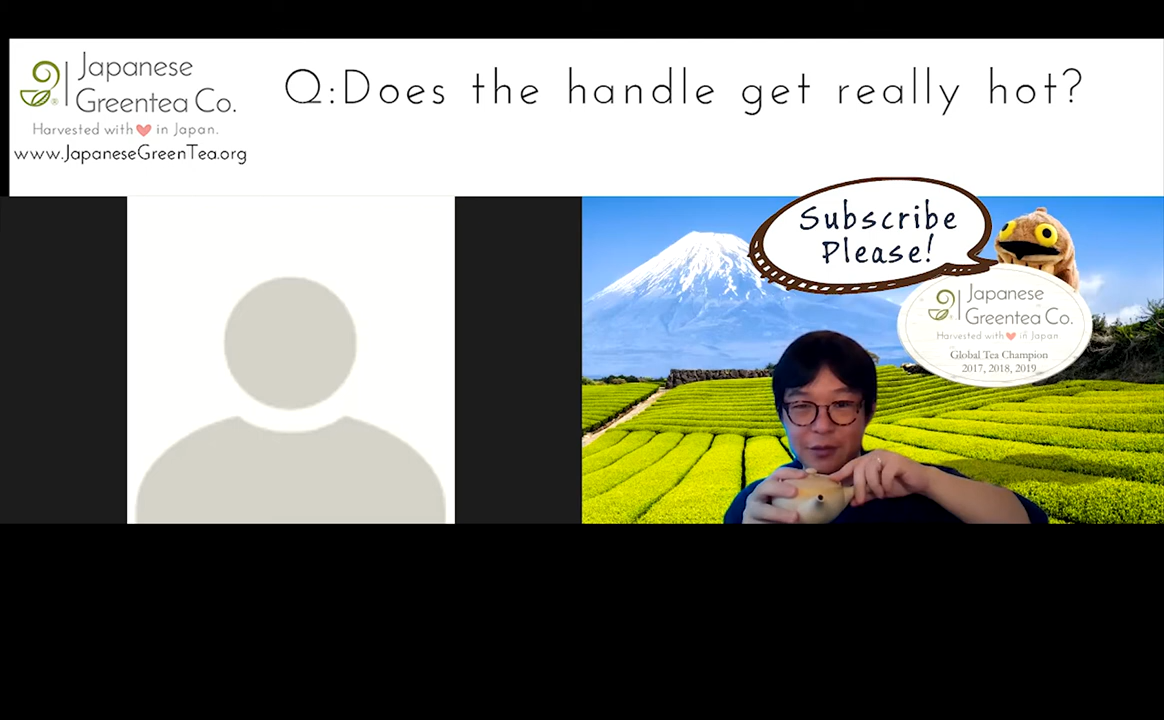 Japanese
Greentea Co.
Harvested with in Japan.
www.JapaneseGreenTea.org
Q:Does the handle get really hot?
Subscribe
Please!
Japanese
Greentea Co.
Harvested with in Japan.
Global Tea Champion
2017, 2018, 2019